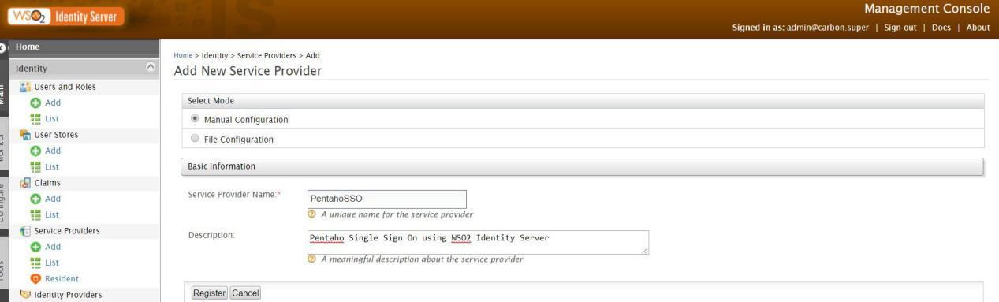 WSO2 Identity Server
Management Console
Signed-in as: admin@carbon.super | Sign-out | Docs | About
Home
Identity
Users and Roles
Add
List
User Stores
Add
List
Claims
Add
List
Service Providers
Add
List
Resident
Identity Providers
Main
Monitor
Configure
Tools
Home > Identity > Service Providers > Add
Add New Service Provider
Select Mode
Manual Configuration
File Configuration
Basic Information
Service Provider Name:*
PentahoSSO
A unique name for the service provider
Description:
Pentaho Single Sign On using WSO2 Identity Server
A meaningful description about the service provider
Register Cancel